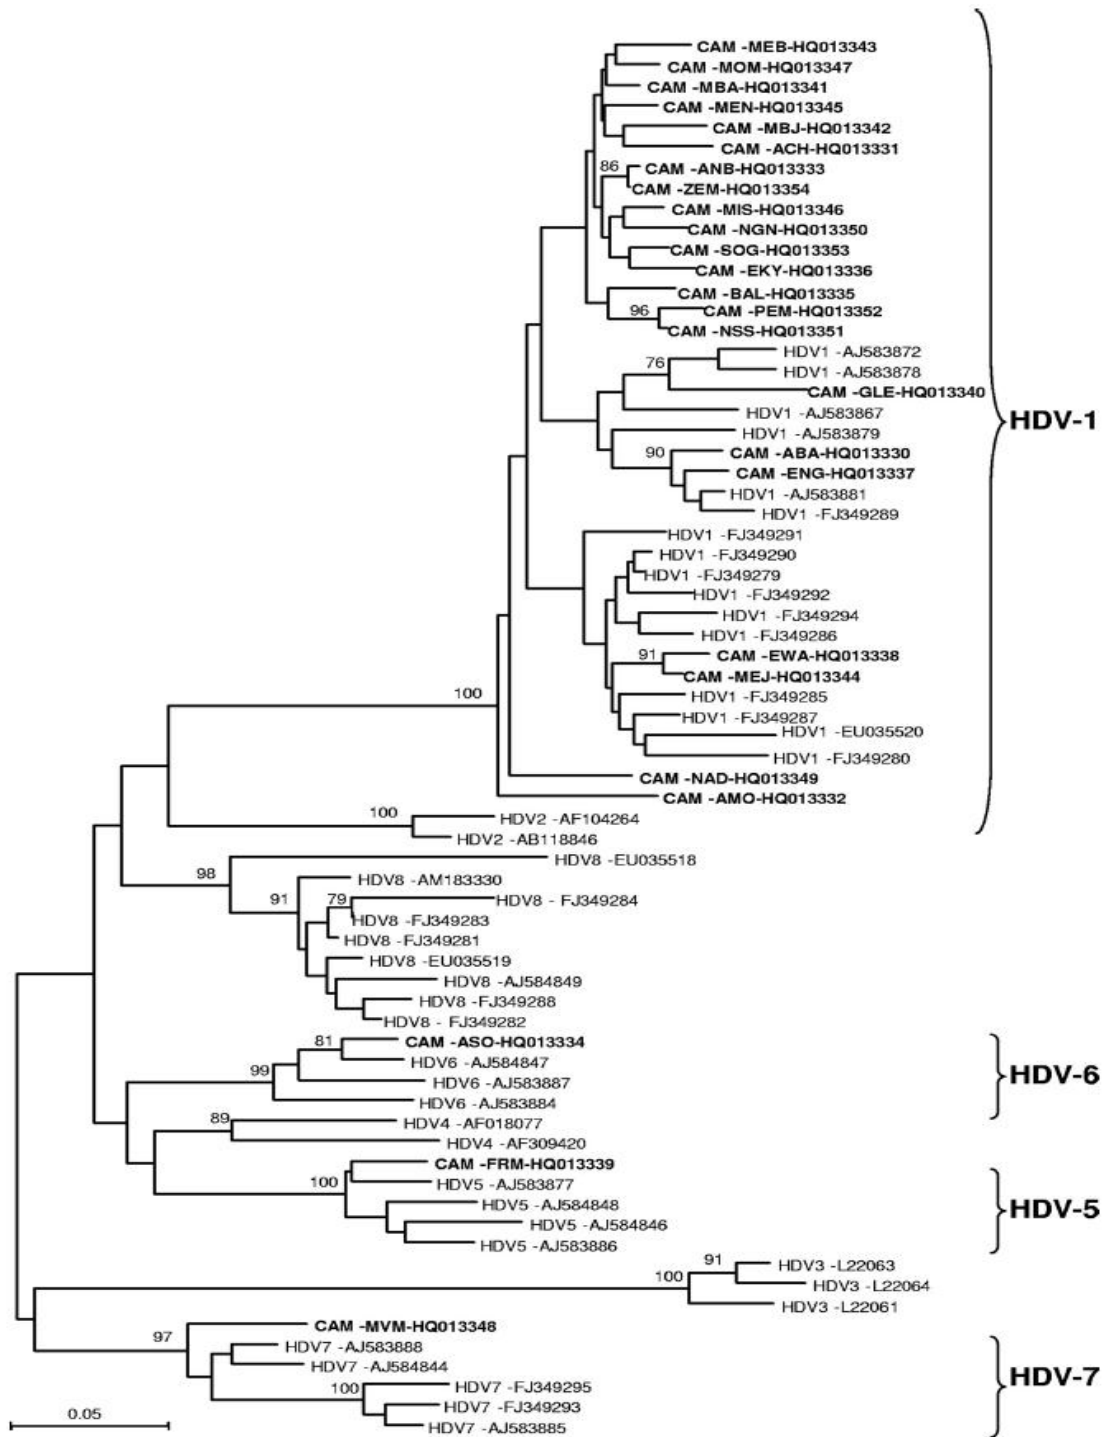 CAM -MEB-HQ013343
CAM -MOM-HQ013347
CAM -MBA-HQ013341
CAM -MEN-HQ013345
CAM -MBJ-HQ013342
CAM -ACH-HQ013331
86
CAM -ANB-HQ013333
CAM -ZEM-HQ013354
CAM -MIS-HQ013346
CAM -NGN-HQ013350
CAM -SOG-HQ013353
CAM -EKY-HQ013336
CAM -BAL-HQ013335
96
CAM -PEM-HQ013352
CAM -NSS-HQ013351
HDV1 -AJ583872
76
HDV1 -AJ583878
CAM -GLE-HQ013340
HDV1 -AJ583867
HDV-1
HDV1 -AJ583879
90
CAM -ABA-HQ013330
CAM -ENG-HQ013337
HDV1 -AJ583881
HDV1 -FJ349289
HDV1 -FJ349291
HDV1 -FJ349290
HDV1 -FJ349279
HDV1 -FJ349292
HDV1 -FJ349294
HDV1 -FJ349286
91
CAM -EWA-HQ013338
CAM -MEJ-HQ013344
100
HDV1 -FJ349285
HDV1 -FJ349287
HDV1 -EU035520
HDV1 -FJ349280
CAM -NAD-HQ013349
CAM -AMO-HQ013332
100
HDV2 -AF104264
HDV2 -AB118846
HDV8 -EU035518
98
HDV8 -AM183330
91
79
HDV8 - FJ349284
HDV8 -FJ349283
HDV8 -FJ349281
HDV8 -EU035519
HDV8 -AJ584849
HDV8 -FJ349288
HDV8 - FJ349282
81
CAM -ASO-HQ013334
HDV6 -AJ584847
99
HDV6 -AJ583887
HDV-6
HDV6 -AJ583884
89
HDV4 -AF018077
HDV4 -AF309420
CAM -FRM-HQ013339
100
HDV5 -AJ583877
HDV5 -AJ584848
HDV-5
HDV5 -AJ584846
HDV5 -AJ583886
91
HDV3 -L22063
100
HDV3 -L22064
HDV3 -L22061
CAM -MVM-HQ013348
97
HDV7 -AJ583888
HDV7 -AJ584844
HDV-7
100
HDV7 -FJ349295
HDV7 -FJ349293
HDV7 -AJ583885
0.05